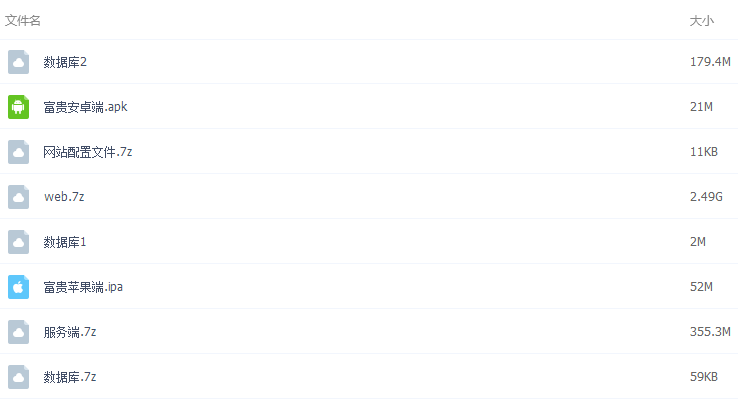 文件名 大小
数据库2 179.4M
富贵安卓端.apk 21M
网站配置文件.7z 11KB
web.7z 2.49G
数据库1 2M
富贵苹果端.ipa 52M
服务端.7z 355.3M
数据库.7z 59KB